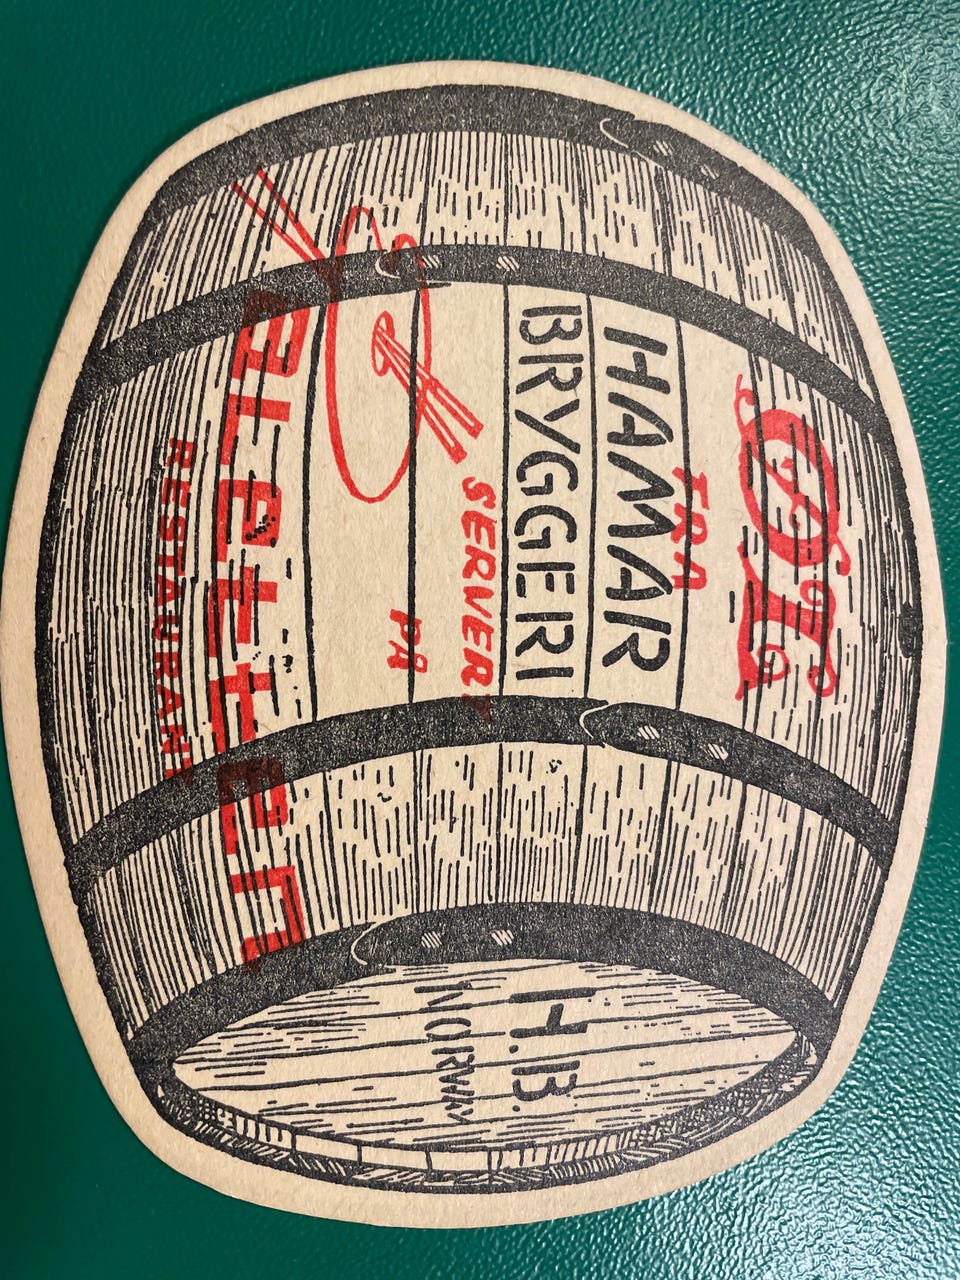 ØL
FRA
HAMAR
BRYGGERI
SERVERT
PÅ
PaLetten
RESTAURANT
H.B.
NORWAY